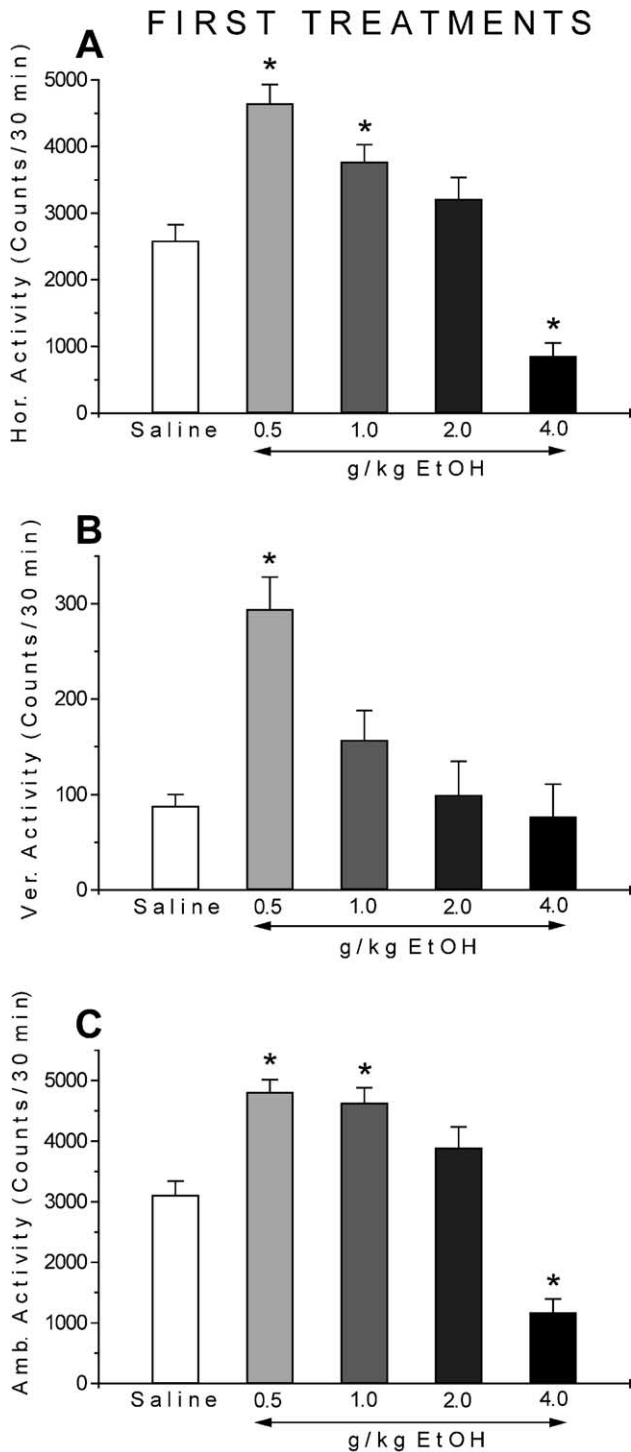 FIRST TREATMENTS
A
Hor. Activity (Counts/30 min)
5000
4000
3000
2000
1000
0
*
*
*
Saline 0.5 1.0 2.0 4.0
g/kg EtOH
B
Ver. Activity (Counts/30 min)
300
200
100
0
*
Saline 0.5 1.0 2.0 4.0
g/kg EtOH
C
Amb. Activity (Counts/30 min)
5000
4000
3000
2000
1000
0
*
*
*
Saline 0.5 1.0 2.0 4.0
g/kg EtOH